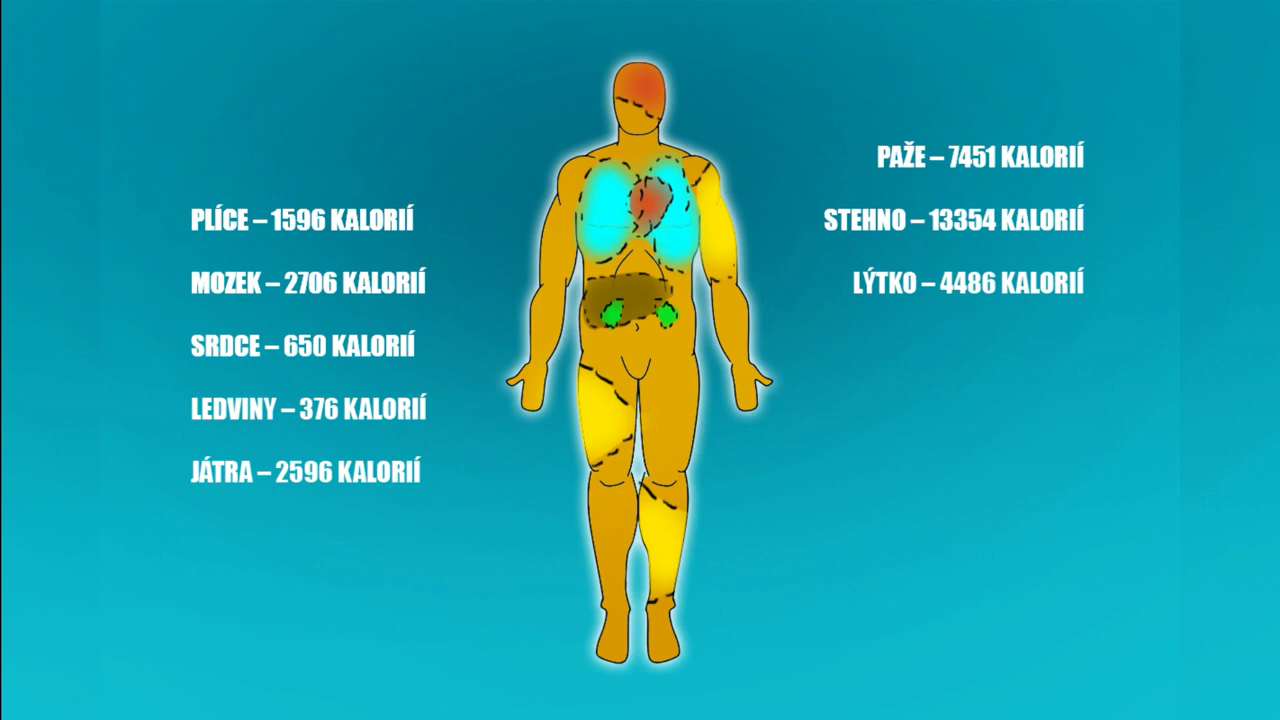 PLÍCE – 1596 KALORIÍ
MOZEK – 2706 KALORIÍ
SRDCE – 650 KALORIÍ
LEDVINY – 376 KALORIÍ
JÁTRA – 2596 KALORIÍ
PAŽE – 7451 KALORIÍ
STEHNO – 13354 KALORIÍ
LÝTKO – 4486 KALORIÍ